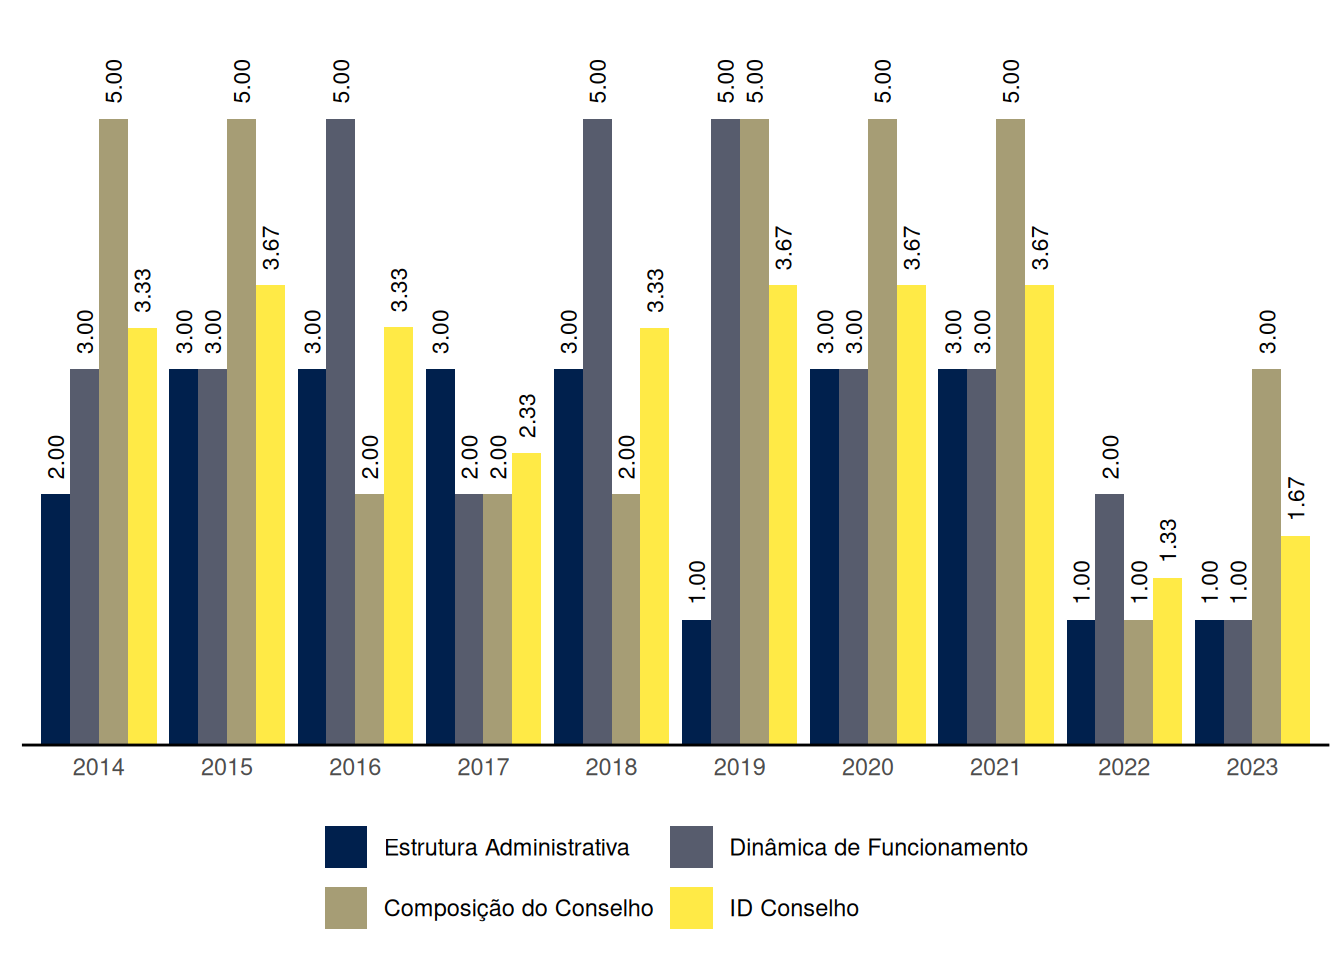 2.00 3.00 5.00 3.33
3.00 3.00 5.00 3.67
3.00 5.00 2.00 3.33
3.00 2.00 2.00 2.33
3.00 5.00 2.00 3.33
1.00 5.00 5.00 3.67
3.00 3.00 5.00 3.67
3.00 3.00 5.00 3.67
1.00 2.00 1.00 1.33
1.00 1.00 3.00 1.67
2014 2015 2016 2017 2018 2019 2020 2021 2022 2023
Estrutura Administrativa Dinâmica de Funcionamento
Composição do Conselho ID Conselho